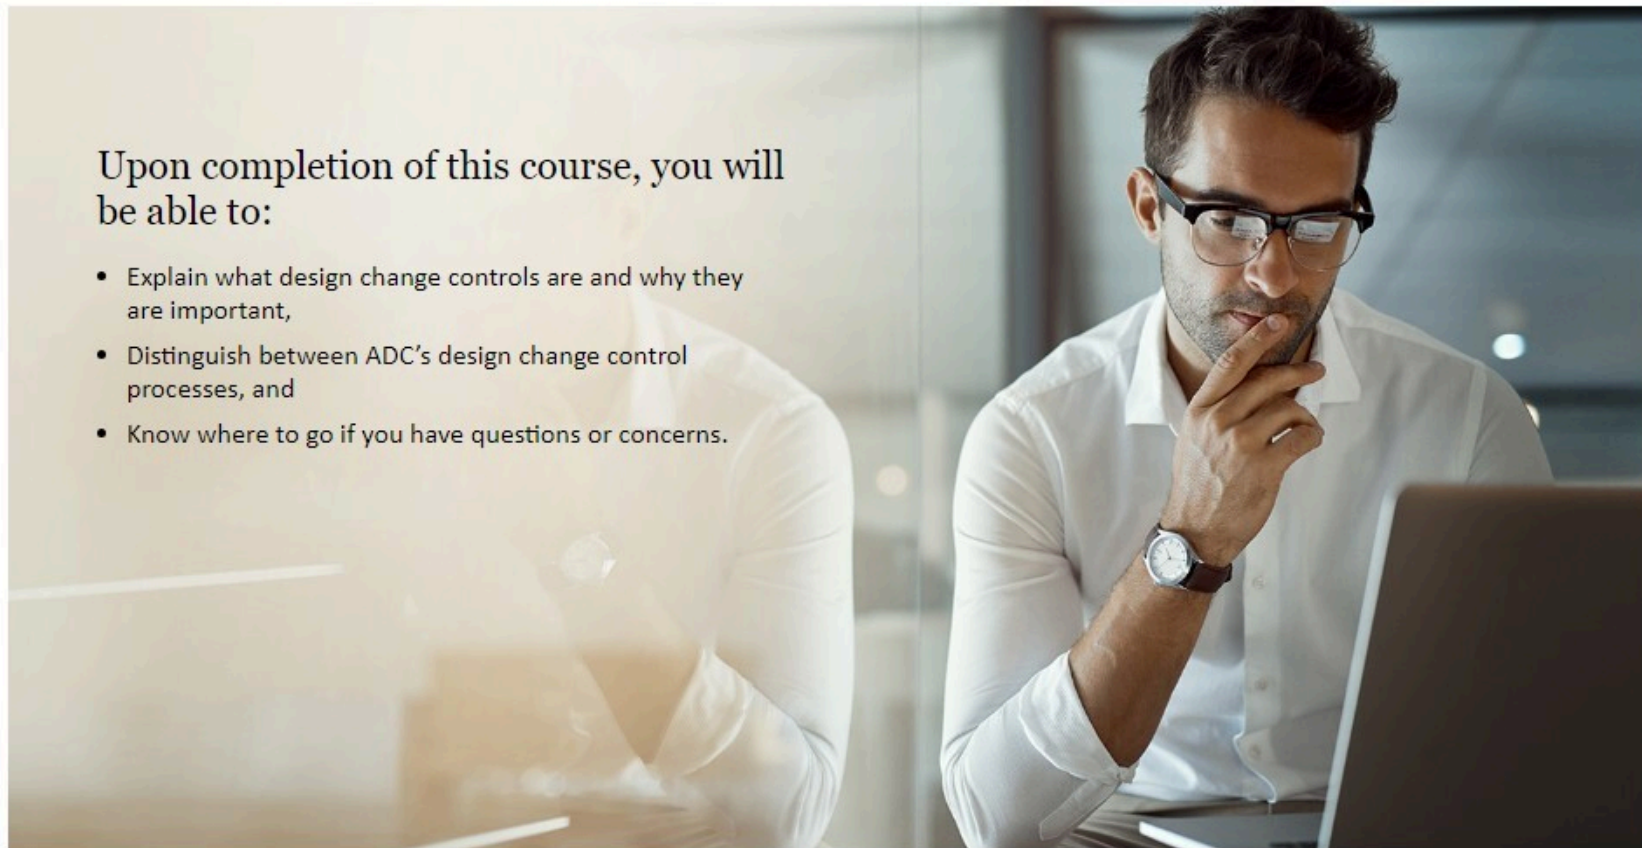 Upon completion of this course, you will
be able to:
• Explain what design change controls are and why they
are important,
• Distinguish between ADC’s design change control
processes, and
• Know where to go if you have questions or concerns.